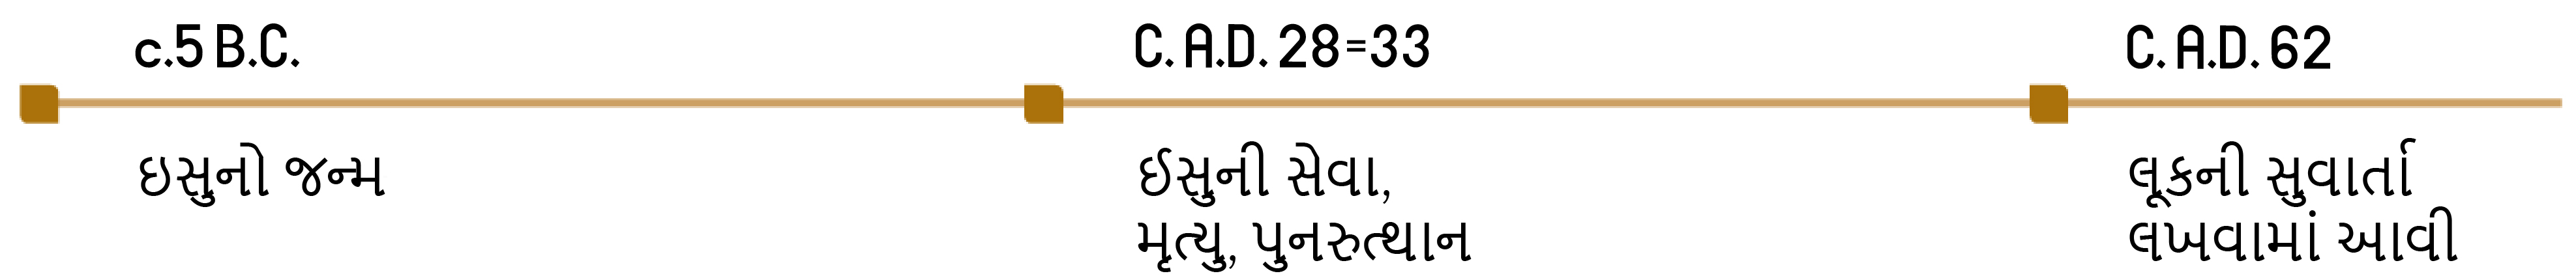 c.5 B.C.
C. A.D. 28=33
C. A.D. 62
ઇસુનો જન્મ
ઈસુની સેવા,
મૃત્યુ, પુનરુત્થાન
લૂકની સુવાર્તા
લખવામાં આવી